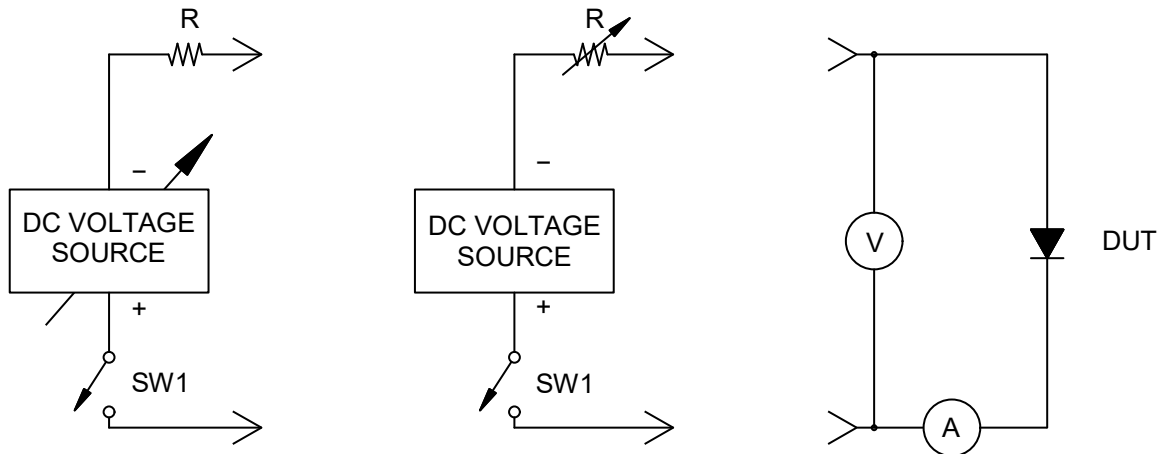 R
−
DC VOLTAGE
SOURCE
+
SW1
R
−
DC VOLTAGE
SOURCE
+
SW1
V
DUT
A